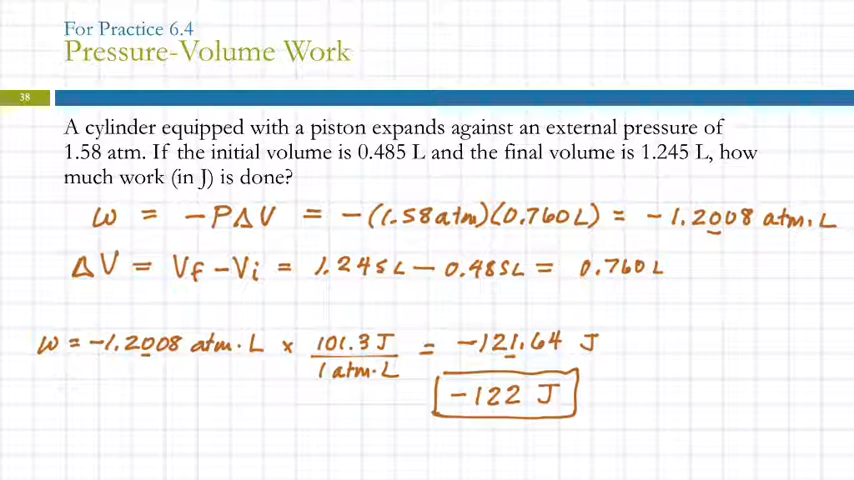 For Practice 6.4
Pressure-Volume Work
38
A cylinder equipped with a piston expands against an external pressure of
1.58 atm. If the initial volume is 0.485 L and the final volume is 1.245 L, how
much work (in J) is done?
w = -PΔV = -(1.58 atm)(0.760 L) = -1.2008 atm·L
ΔV = Vf - Vi = 1.245 L - 0.485 L = 0.760 L
w = -1.2008 atm·L × 101.3 J / 1 atm·L = -121.64 J
-122 J